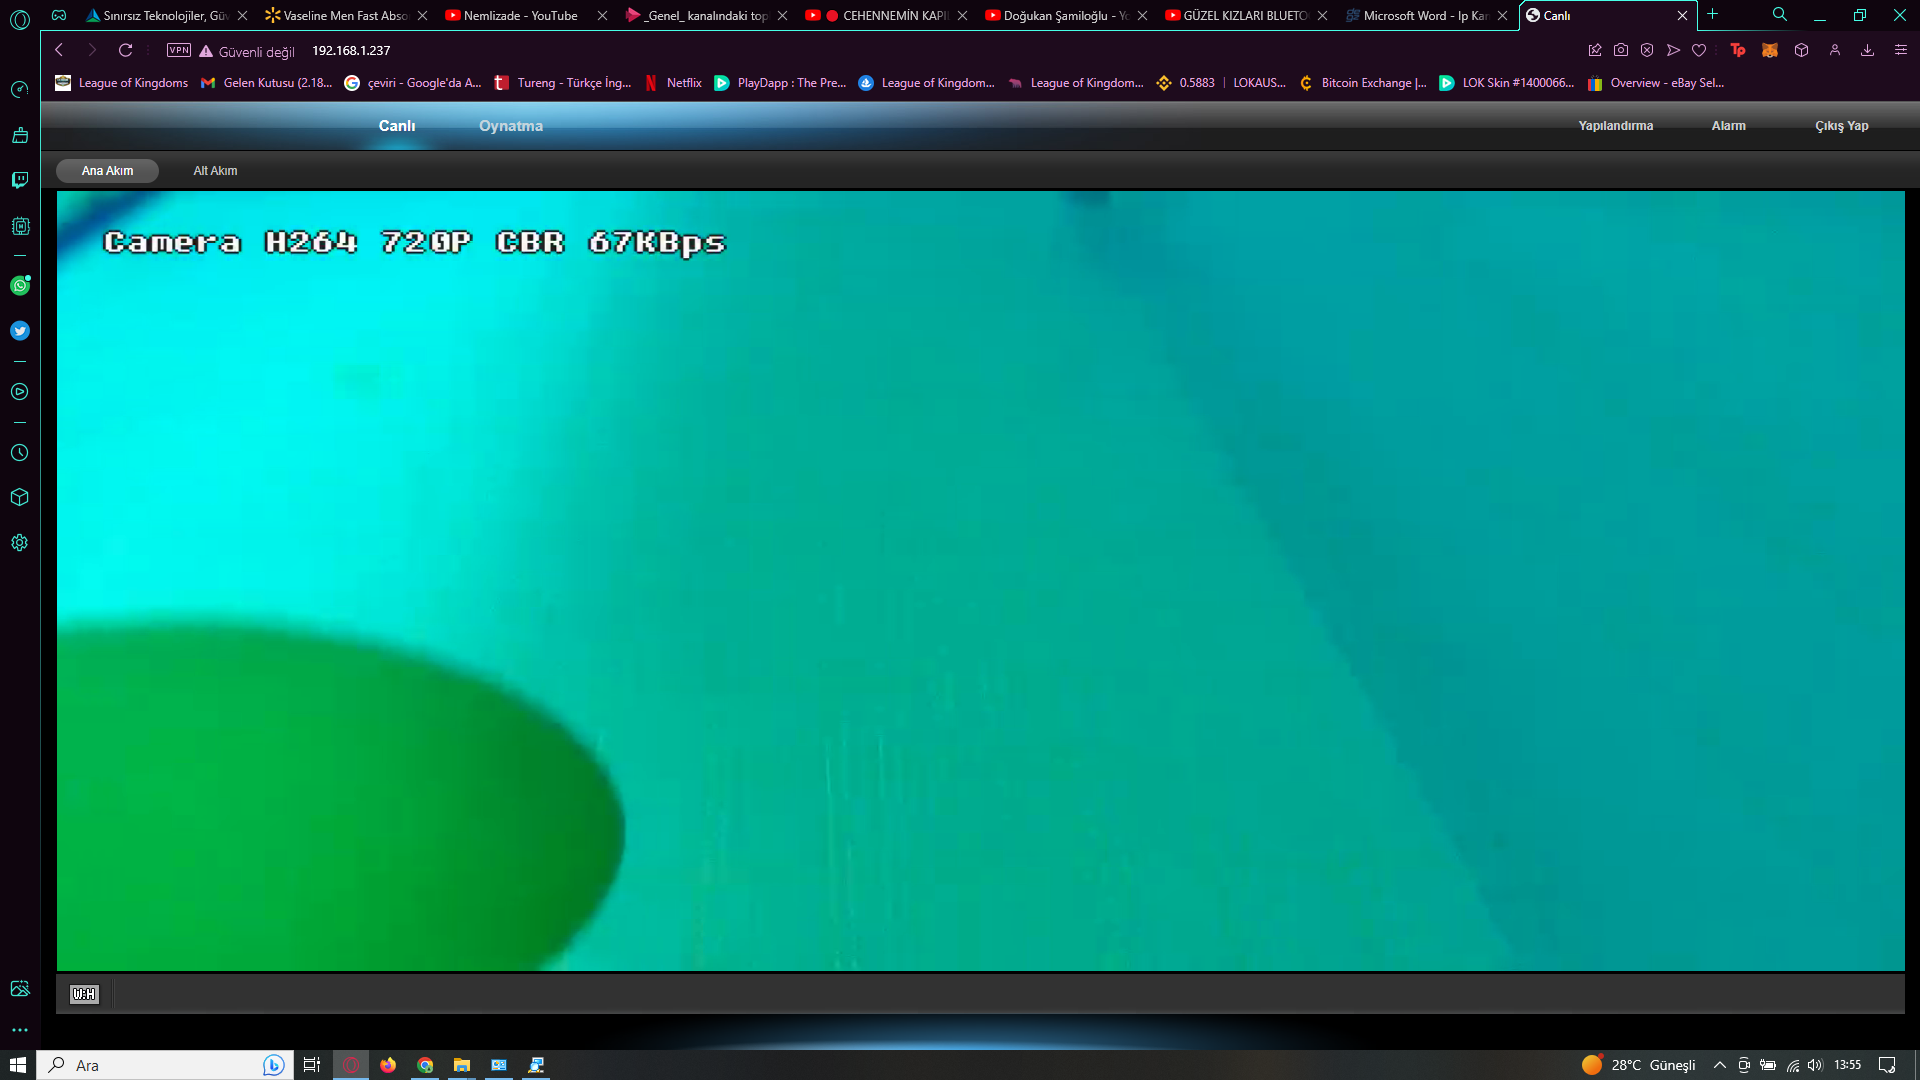 Sınırsız Teknolojiler, Gü
Vaseline Men Fast Abso
Nemlizade - YouTube
_Genel_ kanalındaki top
CEHENNEMİN KAPI
Doğukan Şamiloğlu - Yo
GÜZEL KIZLARI BLUETO
Microsoft Word - Ip Kam
Canlı
VPN
Güvenli değil
192.168.1.237
Tp
League of Kingdoms
Gelen Kutusu (2.18...
çeviri - Google'da A...
Tureng - Türkçe İng...
Netflix
PlayDapp : The Pre...
League of Kingdom...
League of Kingdom...
0.5883 | LOKAUS...
Bitcoin Exchange |...
LOK Skin #1400066...
Overview - eBay Sel...
Canlı
Oynatma
Yapılandırma
Alarm
Çıkış Yap
Ana Akım
Alt Akım
Camera H264 720P CBR 67KBps
W:H
Ara
28°C Güneşli
13:55